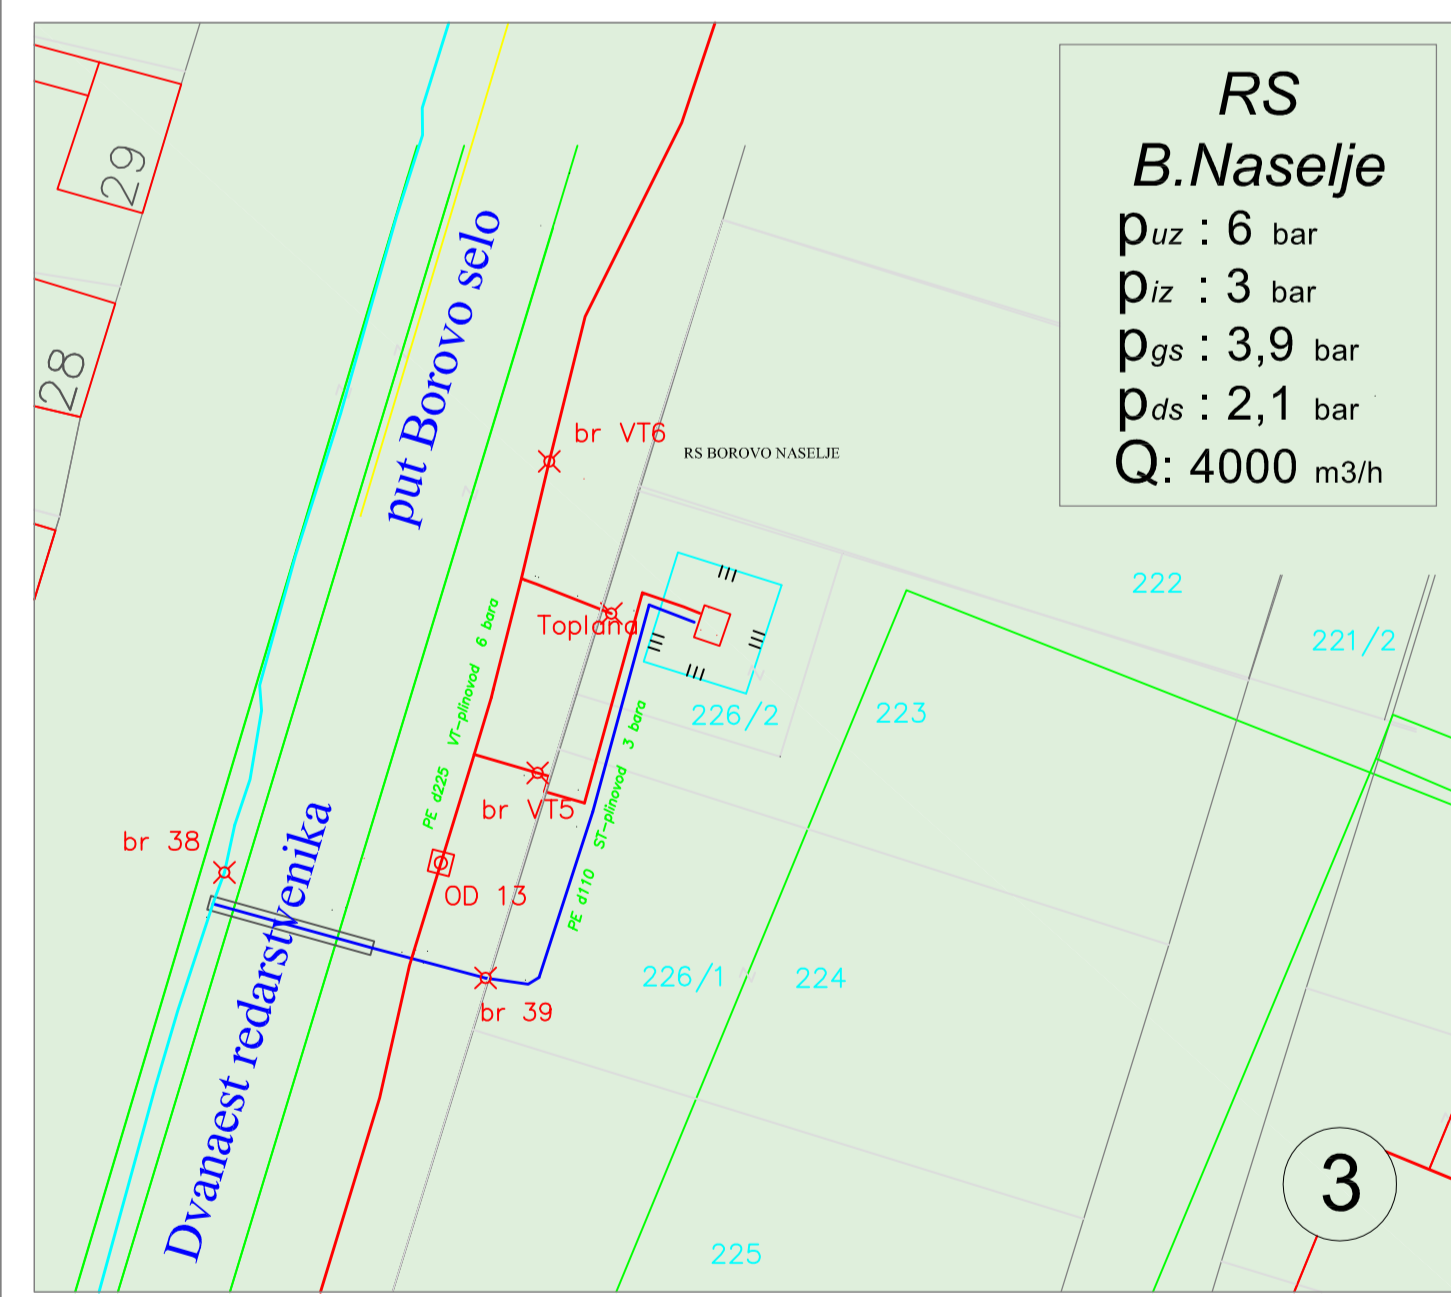 RS
B.Naselje
puz : 6 bar
piz : 3 bar
pgs : 3,9 bar
pds : 2,1 bar
Q: 4000 m3/h
29
28
put Borovo selo
br VT6
RS BOROVO NASELJE
222
221/2
Topland
226/2
223
PE d225 VT-plinovod 6 bara
PE d110 ST-plinovod 3 bara
br VT5
br 38
OD 13
Dvanaest redarstvenika
226/1
224
br 39
225
3